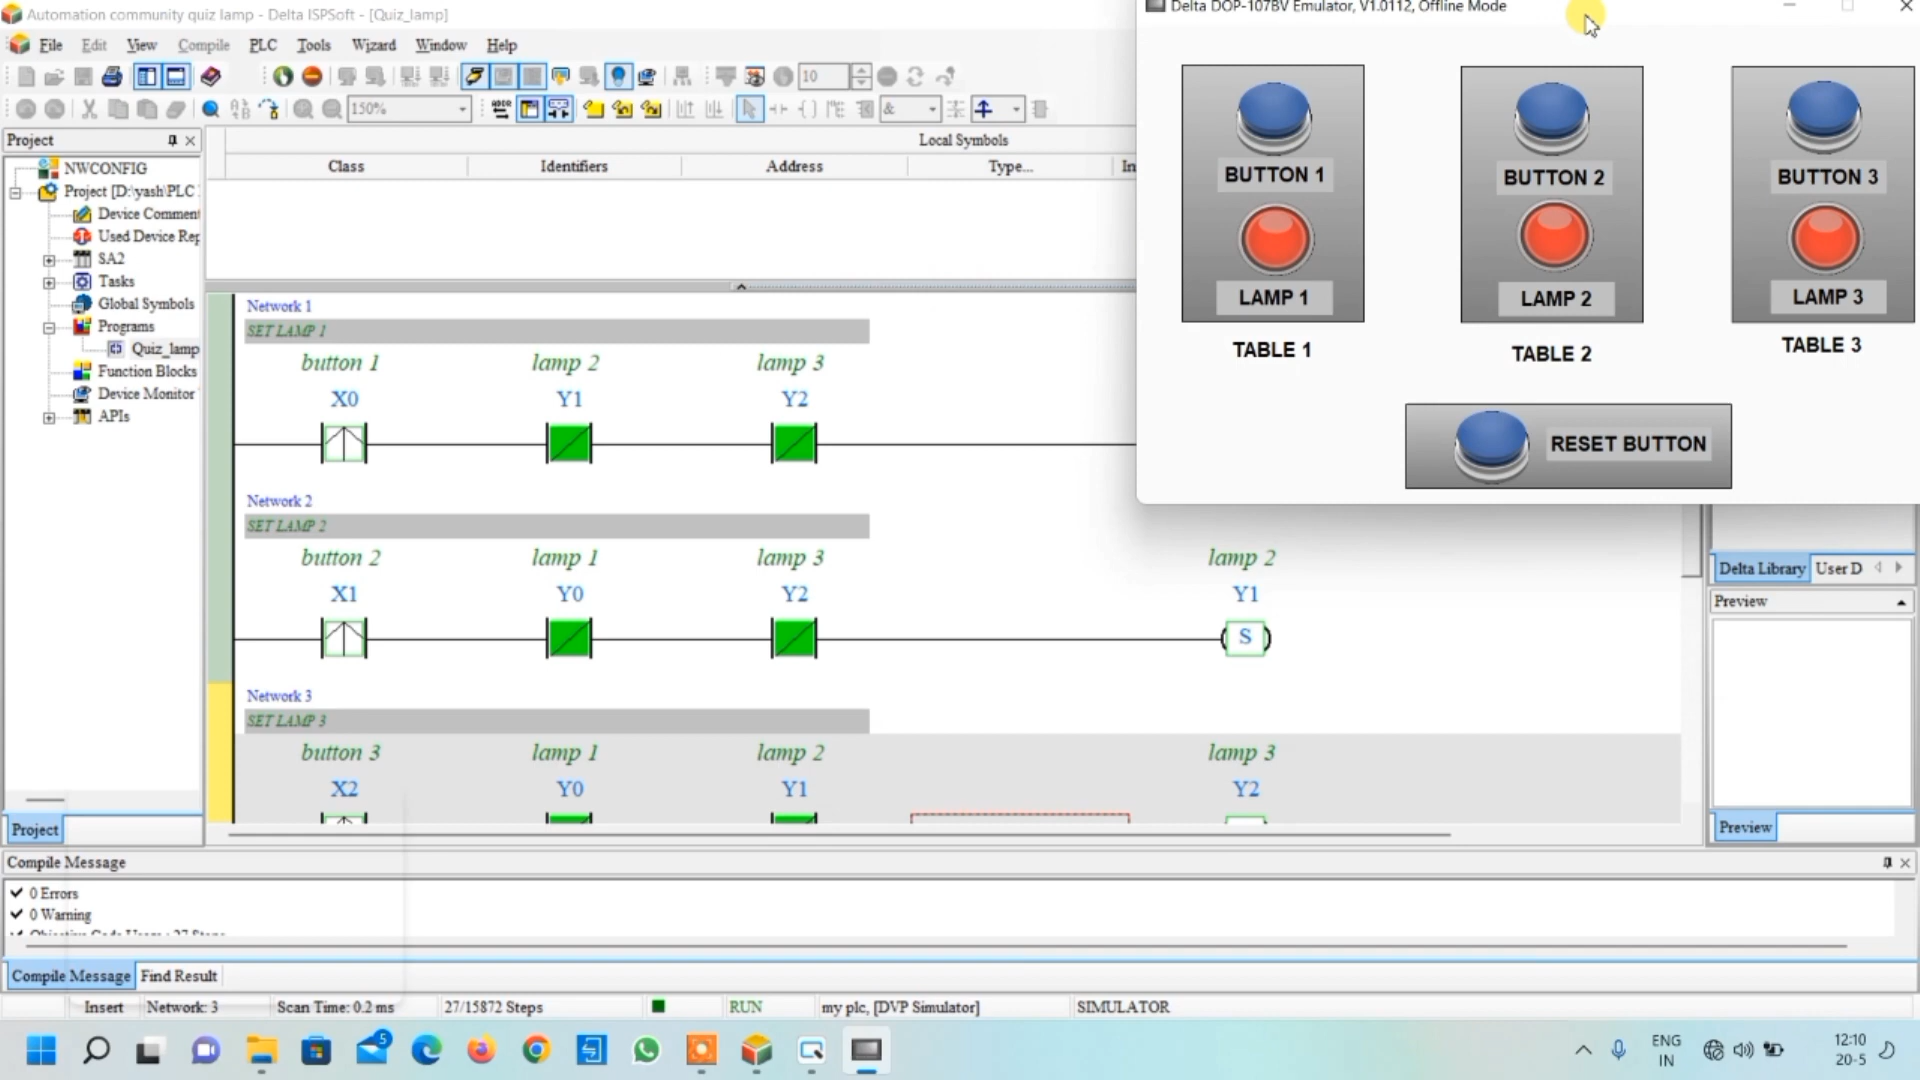 Automation community quiz lamp - Delta ISPSoft - [Quiz_lamp]
File Edit View Compile PLC Tools Wizard Window Help
10
150%
&
Project
NWCONFIG
Project [D:\yash\PLC
Device Comment
Used Device Rep
SA2
Tasks
Global Symbols
Programs
Quiz_lamp
Function Blocks
Device Monitor
APIs
Project
Local Symbols
Class Identifiers Address Type... In
Network 1
SET LAMP 1
button 1 lamp 2 lamp 3
X0 Y1 Y2
Network 2
SET LAMP 2
button 2 lamp 1 lamp 3 lamp 2
X1 Y0 Y2 Y1
S
Network 3
SET LAMP 3
button 3 lamp 1 lamp 2 lamp 3
X2 Y0 Y1 Y2
Delta DOP-107BV Emulator, V1.0112, Offline Mode
BUTTON 1 BUTTON 2 BUTTON 3
LAMP 1 LAMP 2 LAMP 3
TABLE 1 TABLE 2 TABLE 3
RESET BUTTON
Delta Library User D
Preview
Preview
Compile Message
0 Errors
0 Warning
Compile Message Find Result
Insert Network: 3 Scan Time: 0.2 ms 27/15872 Steps RUN my plc, [DVP Simulator] SIMULATOR
5
ENG
IN
12:10
20-5